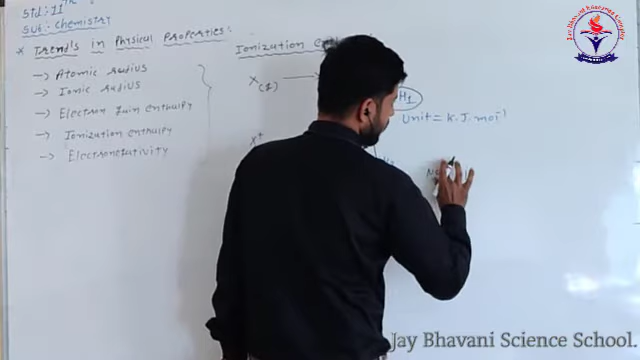 Std:- 11th
Sub:- Chemistry
* Trends in Physical Properties:-
→ Atomic radius
→ Ionic radius
→ Electron Gain enthalpy
→ Ionization enthalpy
→ Electronegativity
Ionization
X(g) →
H1
Unit = K.J. mol-1
X+
Jay Bhavani Science School.